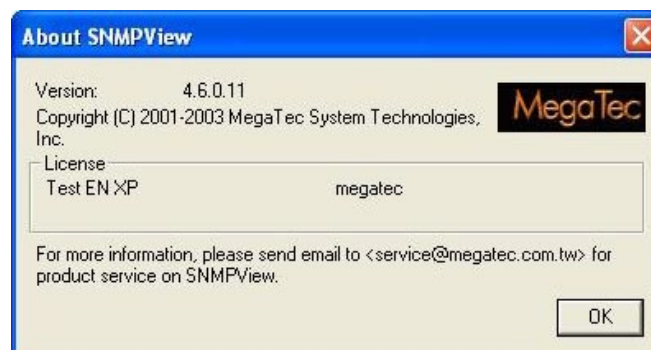 About SNMPView
Version: 4.6.0.11
MegaTec
Copyright (C) 2001-2003 MegaTec System Technologies,
Inc.
License
Test EN XP megatec
For more information, please send email to <service@megatec.com.tw> for
product service on SNMPView.
OK